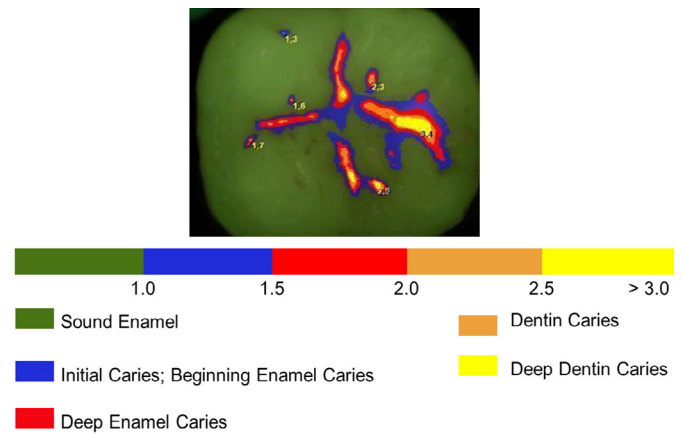 1,3
2,3
1,6
3,1
1,7
2,9
1.0 1.5 2.0 2.5 > 3.0
Sound Enamel
Dentin Caries
Initial Caries; Beginning Enamel Caries
Deep Dentin Caries
Deep Enamel Caries